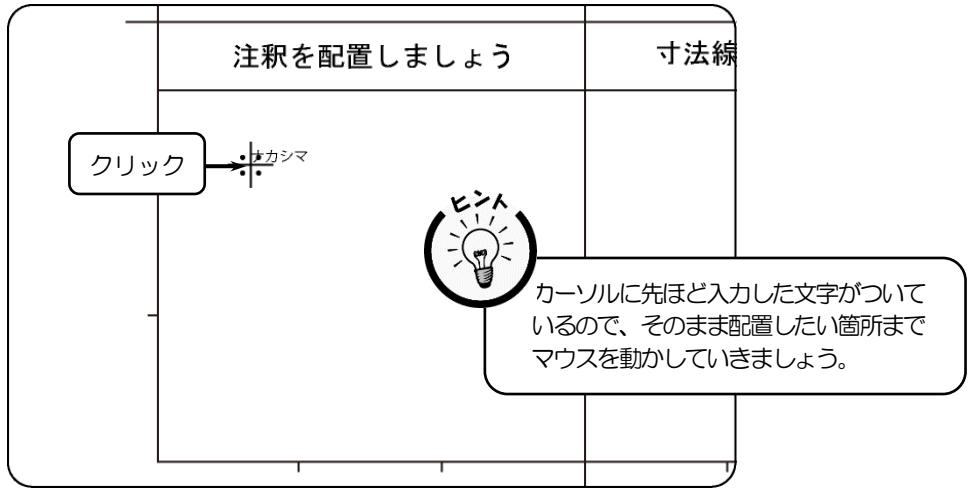 注釈を配置しましょう
寸法線
クリック
ナカシマ
ヒント
カーソルに先ほど入力した文字がついて
いるので、そのまま配置したい箇所まで
マウスを動かしていきましょう。